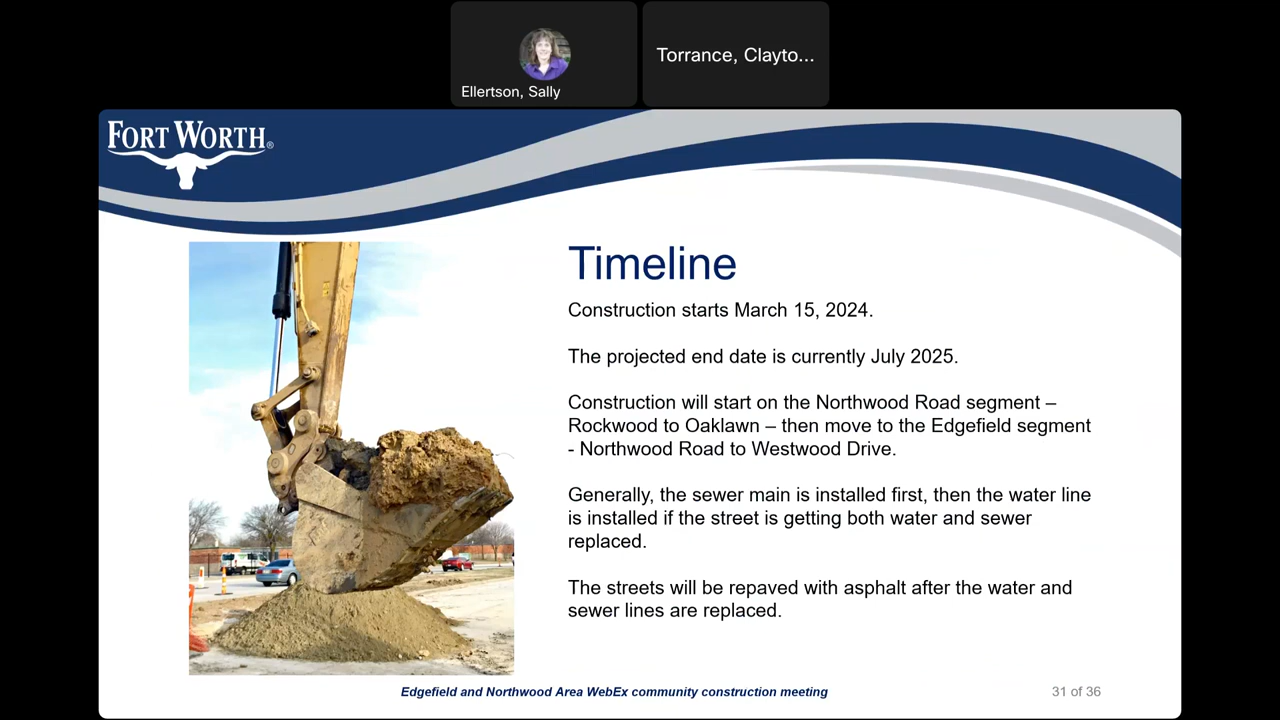 Ellertson, Sally
Torrance, Clayto...
FORT WORTH®
Timeline
Construction starts March 15, 2024.
The projected end date is currently July 2025.
Construction will start on the Northwood Road segment –
Rockwood to Oaklawn – then move to the Edgefield segment
- Northwood Road to Westwood Drive.
Generally, the sewer main is installed first, then the water line
is installed if the street is getting both water and sewer
replaced.
The streets will be repaved with asphalt after the water and
sewer lines are replaced.
Edgefield and Northwood Area WebEx community construction meeting
31 of 36